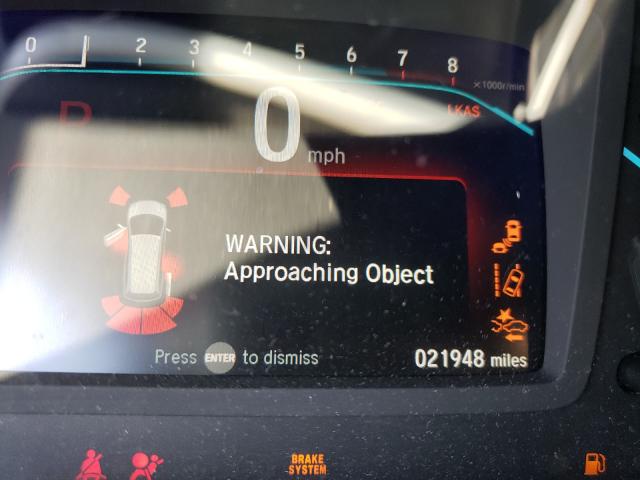 0 2 3 4 5 6 7 8
x1000r/min
P
0 mph
LKAS
WARNING:
Approaching Object
Press ENTER to dismiss
021948 miles
BRAKE
SYSTEM